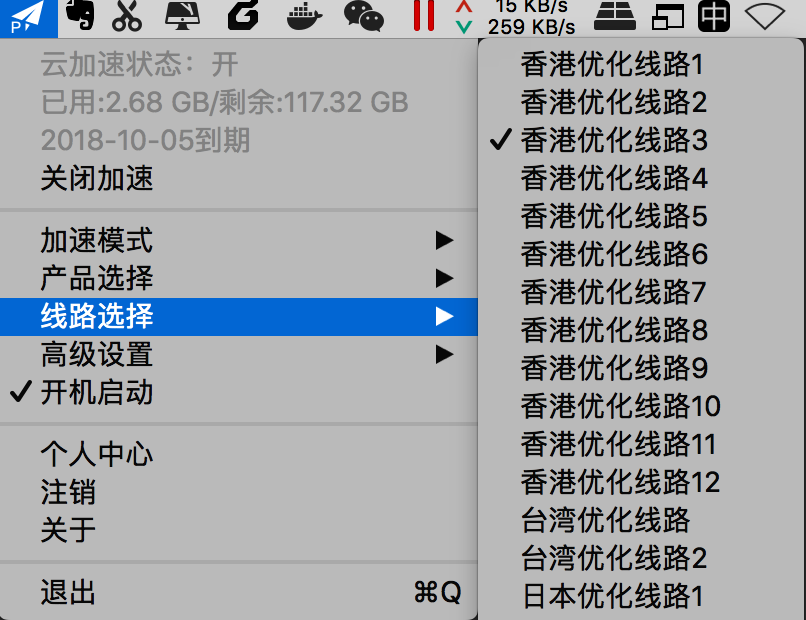 15 KB/s
259 KB/s
中
P
云加速状态：开
已用:2.68 GB/剩余:117.32 GB
2018-10-05到期
关闭加速
加速模式
产品选择
线路选择
高级设置
开机启动
个人中心
注销
关于
退出 ⌘Q
香港优化线路1
香港优化线路2
香港优化线路3
香港优化线路4
香港优化线路5
香港优化线路6
香港优化线路7
香港优化线路8
香港优化线路9
香港优化线路10
香港优化线路11
香港优化线路12
台湾优化线路
台湾优化线路2
日本优化线路1